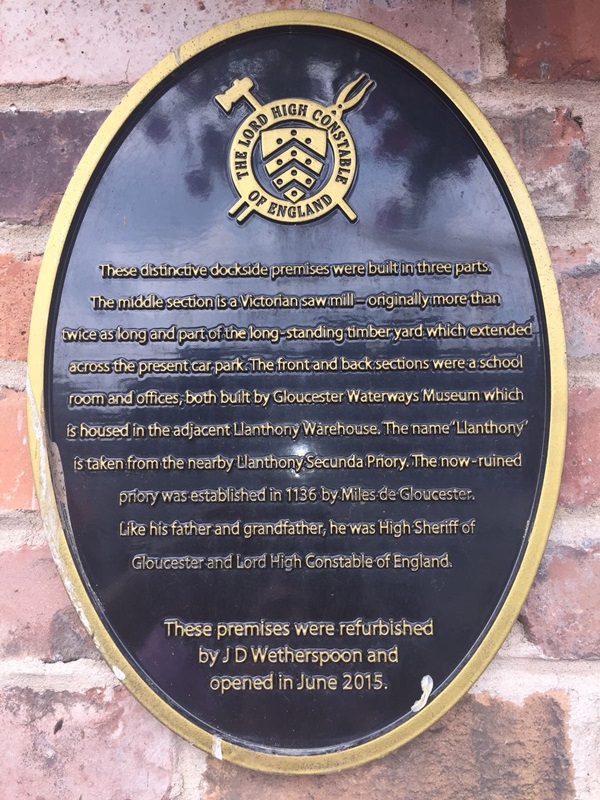 THE LORD HIGH CONSTABLE
OF ENGLAND
These distinctive dockside premises were built in three parts.
The middle section is a Victorian saw mill – originally more than
twice as long and part of the long-standing timber yard which extended
across the present car park. The front and back sections were a school
room and offices, both built by Gloucester Waterways Museum which
is housed in the adjacent Llanthony Warehouse. The name “Llanthony”
is taken from the nearby Llanthony Secunda Priory. The now-ruined
priory was established in 1136 by Miles de Gloucester.
Like his father and grandfather, he was High Sheriff of
Gloucester and Lord High Constable of England.
These premises were refurbished
by J D Wetherspoon and
opened in June 2015.